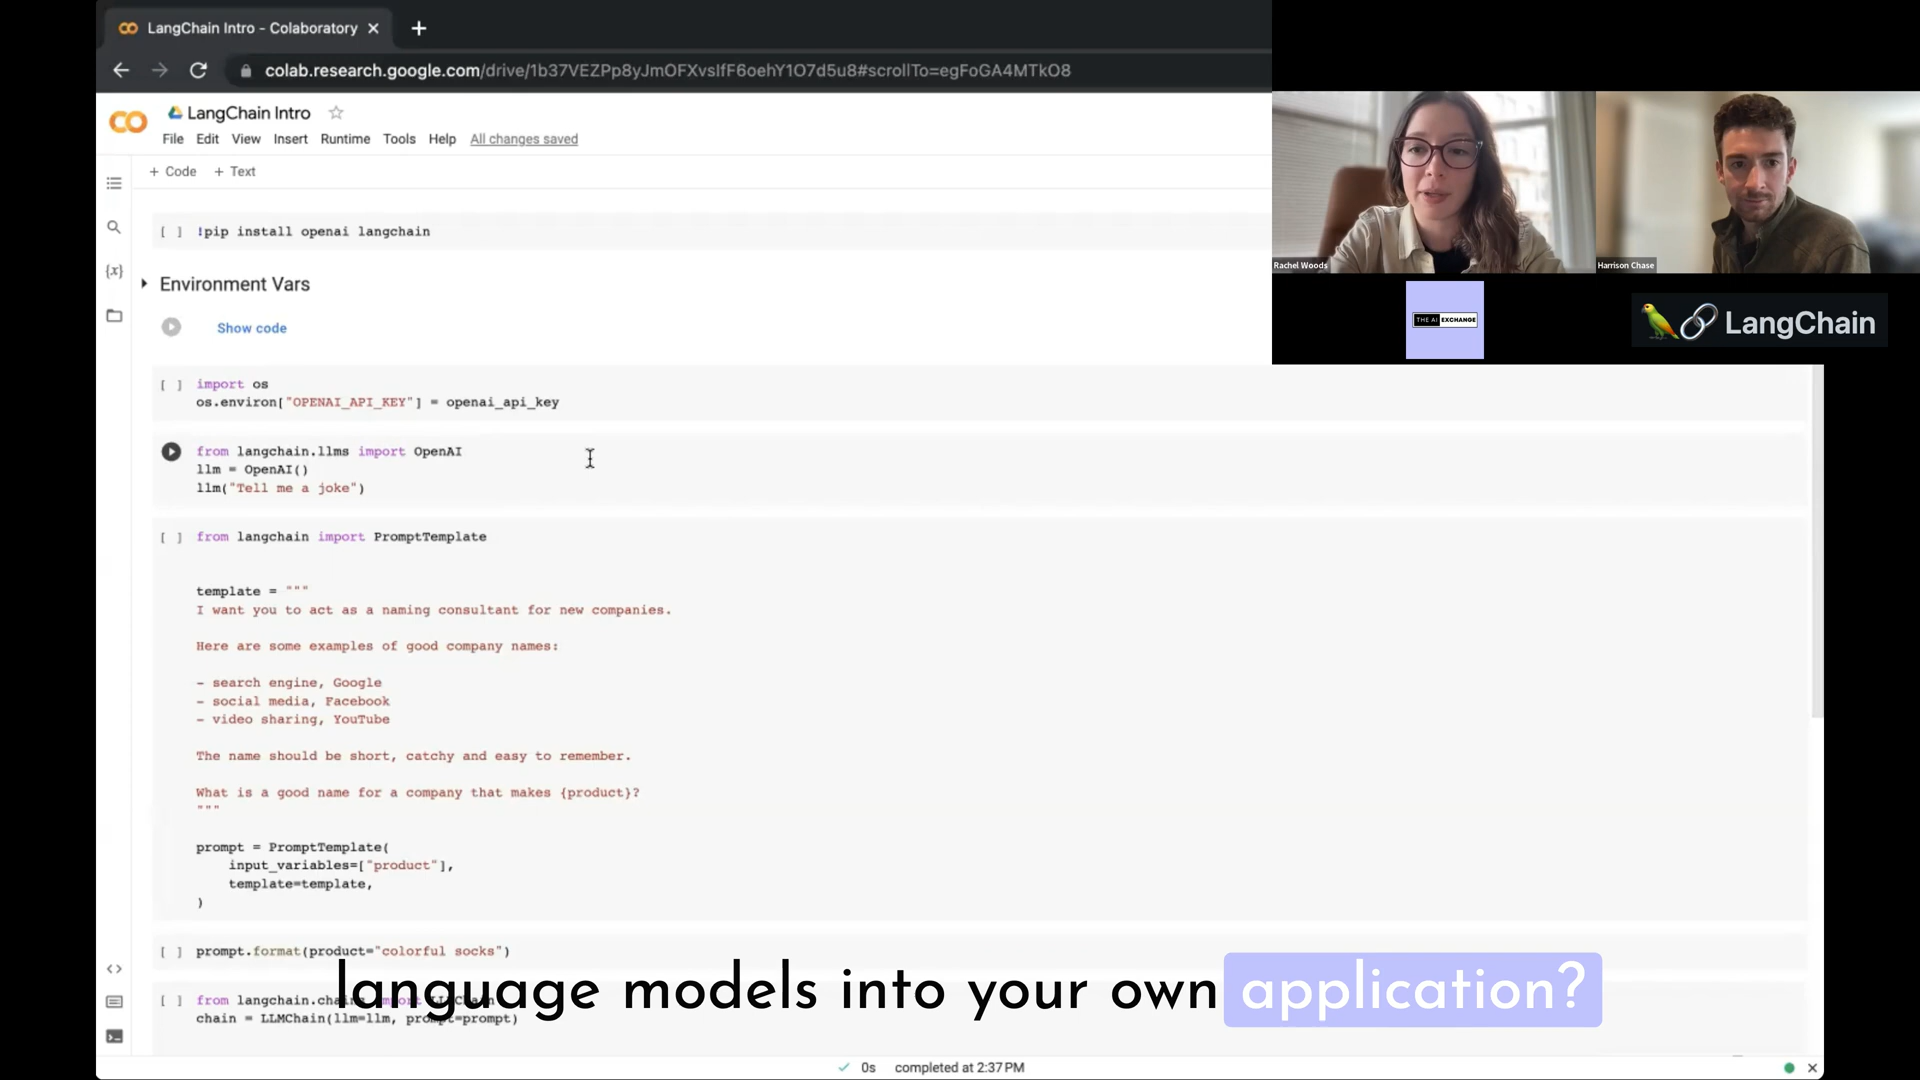 LangChain Intro - Colaboratory
colab.research.google.com/drive/1b37VEZPp8yJmOFXvsIfF6oehY1O7d5u8#scrollTo=egFoGA4MTkO8
LangChain Intro
File Edit View Insert Runtime Tools Help All changes saved
+ Code + Text
[ ] !pip install openai langchain
Environment Vars
Show code
[ ] import os
os.environ["OPENAI_API_KEY"] = openai_api_key
from langchain.llms import OpenAI
llm = OpenAI()
llm("Tell me a joke")
[ ] from langchain import PromptTemplate
template = """
I want you to act as a naming consultant for new companies.
Here are some examples of good company names:
- search engine, Google
- social media, Facebook
- video sharing, YouTube
The name should be short, catchy and easy to remember.
What is a good name for a company that makes {product}?
"""
prompt = PromptTemplate(
input_variables=["product"],
template=template,
)
[ ] prompt.format(product="colorful socks")
[ ] from langchain.chains import LLMChain
chain = LLMChain(llm=llm, prompt=prompt)
language models into your own application?
0s completed at 2:37 PM
Rachel Woods
Harrison Chase
THE AI EXCHANGE
LangChain